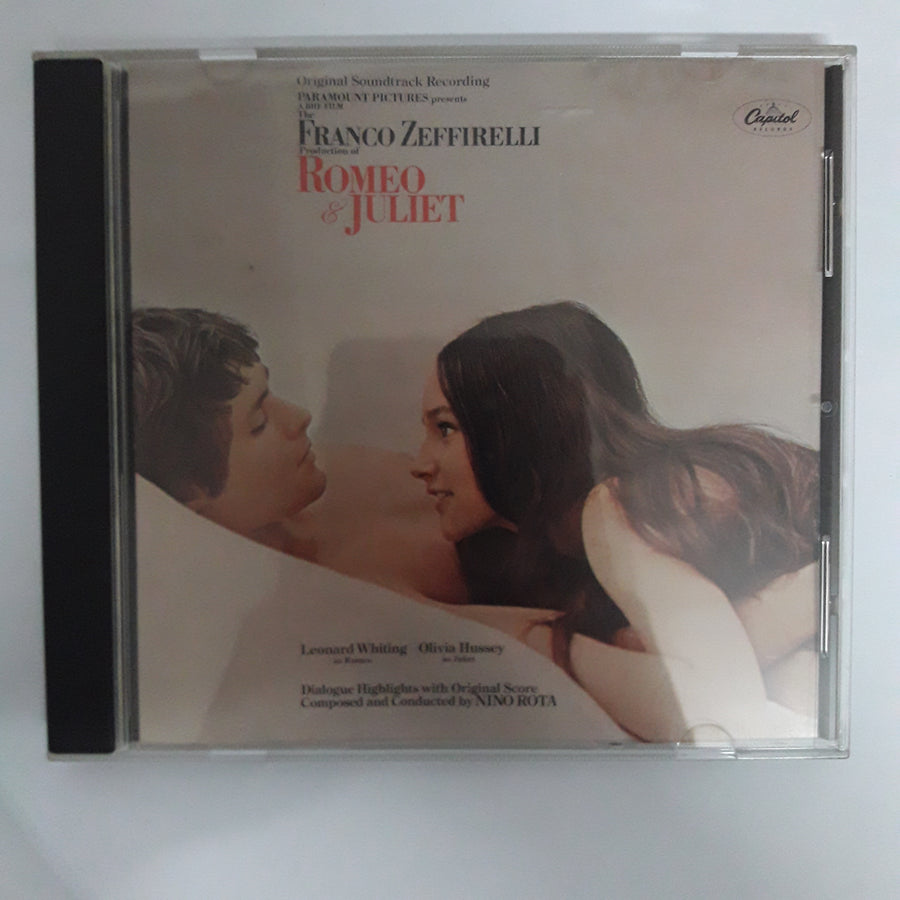 Original Soundtrack Recording
PARAMOUNT PICTURES presents
A BHE FILM
The
FRANCO ZEFFIRELLI
Production of
ROMEO
& JULIET
Capitol
RECORDS
Leonard Whiting Olivia Hussey
as Romeo as Juliet
Dialogue Highlights with Original Score
Composed and Conducted by NINO ROTA